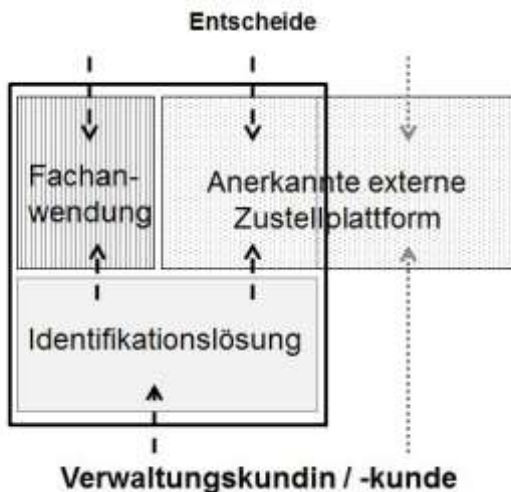 Entscheide
Fachan-
wendung
Anerkannte externe
Zustellplattform
Identifikationslösung
Verwaltungskundin / -kunde